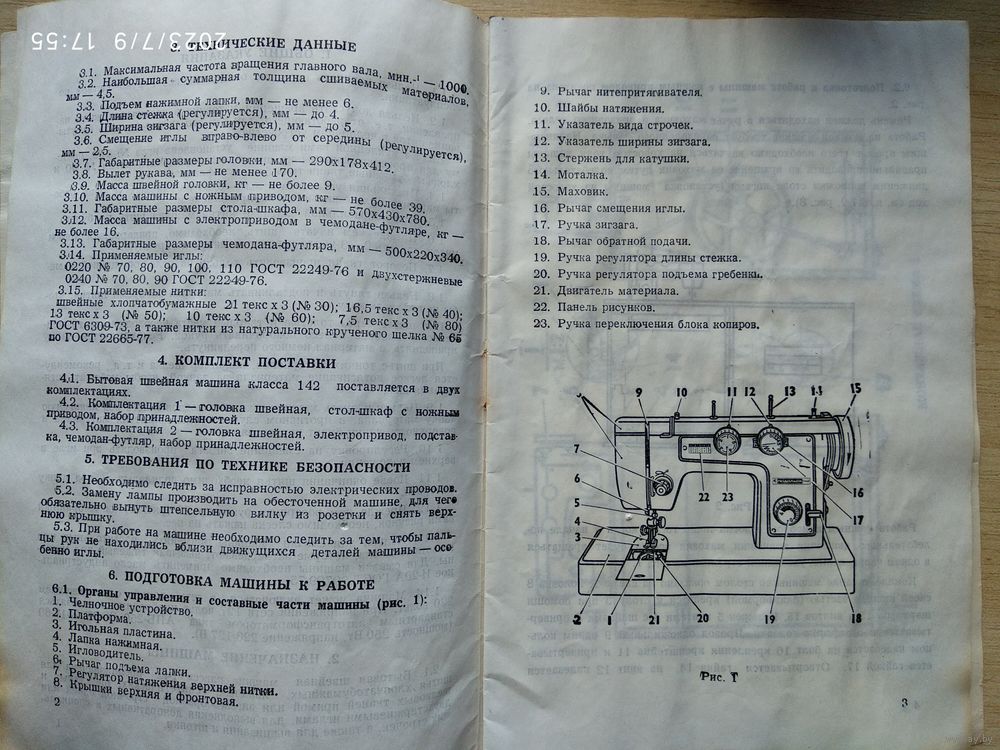 2023/7/9 17:55
3. ТЕХНИЧЕСКИЕ ДАННЫЕ
3.1. Максимальная частота вращения главного вала, мин.-1 — 1000.
3.2. Наибольшая суммарная толщина сшиваемых материалов,
мм — 4,5.
3.3. Подъем нажимной лапки, мм — не менее 6.
3.4. Длина стежка (регулируется), мм — до 4.
3.5. Ширина зигзага (регулируется), мм — до 5.
3.6. Смещение иглы вправо-влево от середины (регулируется),
мм — 2,5.
3.7. Габаритные размеры головки, мм — 290х178х412.
3.8. Вылет рукава, мм — не менее 170.
3.9. Масса швейной головки, кг — не более 9.
3.10. Масса машины с ножным приводом, кг — не более 39.
3.11. Габаритные размеры стола-шкафа, мм — 570х430х780.
3.12. Масса машины с электроприводом в чемодане-футляре, кг —
не более 16.
3.13. Габаритные размеры чемодана-футляра, мм — 500х220х340.
3.14. Применяемые иглы:
0220 № 70, 80, 90, 100, 110 ГОСТ 22249-76 и двухстержневые
0240 № 70, 80, 90 ГОСТ 22249-76.
3.15. Применяемые нитки:
швейные хлопчатобумажные 21 текс х 3 (№ 30); 16,5 текс х 3 (№ 40);
13 текс х 3 (№ 50); 10 текс х 3 (№ 60); 7,5 текс х 3 (№ 80)
ГОСТ 6309-73, а также нитки из натурального крученого шелка № 65
по ГОСТ 22665-77.
4. КОМПЛЕКТ ПОСТАВКИ
4.1. Бытовая швейная машина класса 142 поставляется в двух
комплектациях.
4.2. Комплектация 1 — головка швейная, стол-шкаф с ножным
приводом, набор принадлежностей.
4.3. Комплектация 2 — головка швейная, электропривод, подстав-
ка, чемодан-футляр, набор принадлежностей.
5. ТРЕБОВАНИЯ ПО ТЕХНИКЕ БЕЗОПАСНОСТИ
5.1. Необходимо следить за исправностью электрических проводов.
5.2. Замену лампы производить на обесточенной машине, для чего
обязательно вынуть штепсельную вилку из розетки и снять верх-
нюю крышку.
5.3. При работе на машине необходимо следить за тем, чтобы паль-
цы рук не находились вблизи движущихся деталей машины — осо
бенно иглы.
6. ПОДГОТОВКА МАШИНЫ К РАБОТЕ
6.1. Органы управления и составные части машины (рис. 1):
1. Челночное устройство.
2. Платформа.
3. Игольная пластина.
4. Лапка нажимная.
5. Игловодитель.
6. Рычаг подъема лапки.
7. Регулятор натяжения верхней нитки.
8. Крышки верхняя и фронтовая.
2
9. Рычаг нитепритягивателя.
10. Шайбы натяжения.
11. Указатель вида строчек.
12. Указатель ширины зигзага.
13. Стержень для катушки.
14. Моталка.
15. Маховик.
16. Рычаг смещения иглы.
17. Ручка зигзага.
18. Рычаг обратной подачи.
19. Ручка регулятора длины стежка.
20. Ручка регулятора подъема гребенки.
21. Двигатель материала.
22. Панель рисунков.
23. Ручка переключения блока копиров.
9 10 11 12 13 14 15
7
6
5
4
3
22 23
16
17
2 1 21 20 19 18
Рис. 1
3